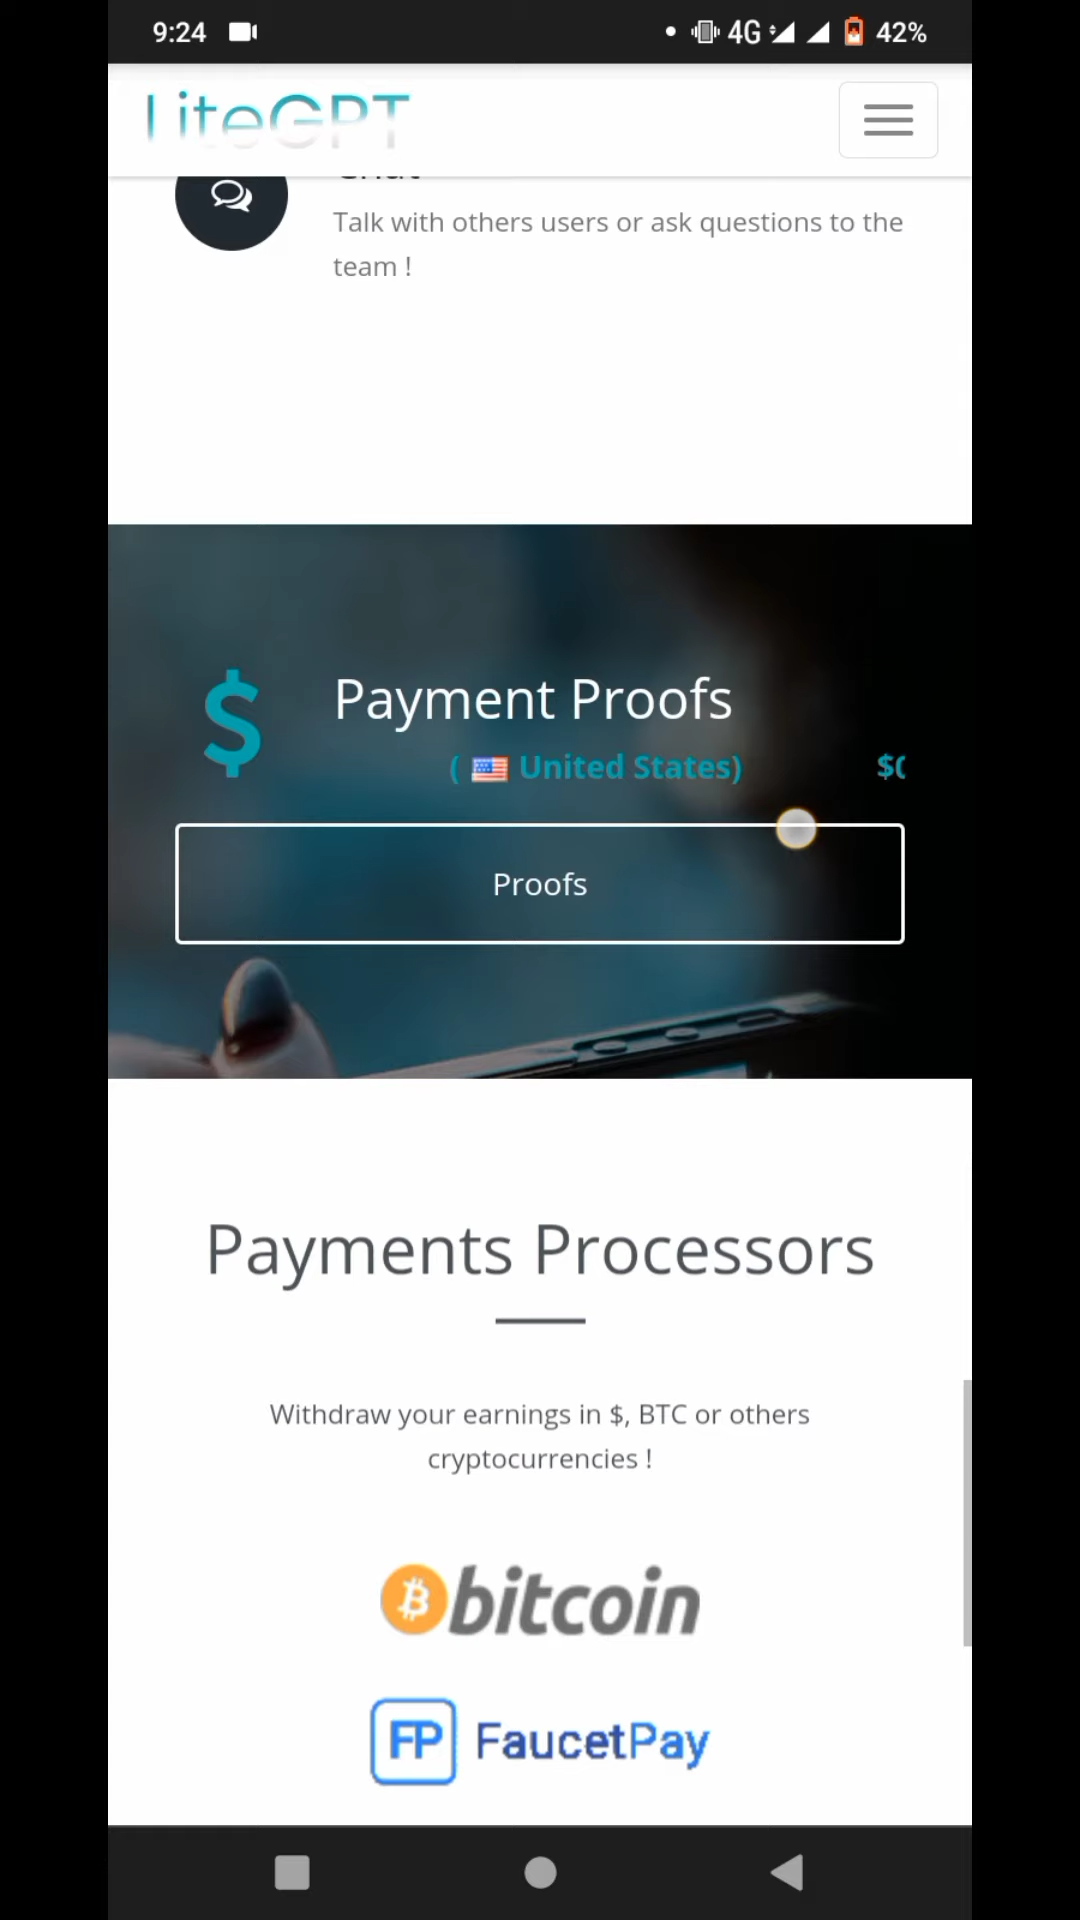 9:24 4G 42%
LiteGPT
Talk with others users or ask questions to the
team !
Payment Proofs
( United States)
Proofs
Payments Processors
Withdraw your earnings in $, BTC or others
cryptocurrencies !
bitcoin
FP FaucetPay